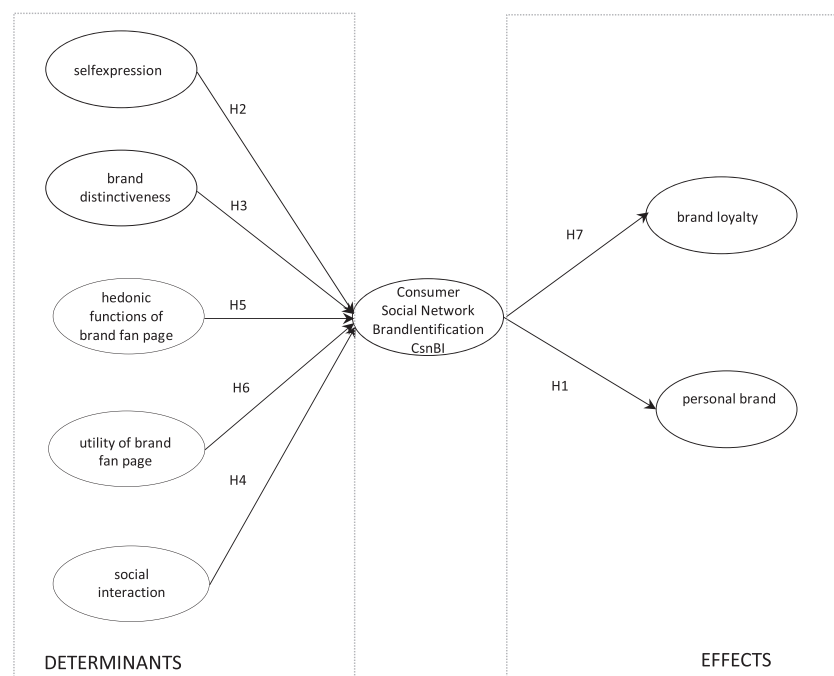 selfexpression
H2
brand
distinctiveness
H3
hedonic
functions of
brand fan page
H5
utility of brand
fan page
H6
social
interaction
H4
DETERMINANTS
Consumer
Social Network
BrandIentification
CsnBI
H7
brand loyalty
H1
personal brand
EFFECTS